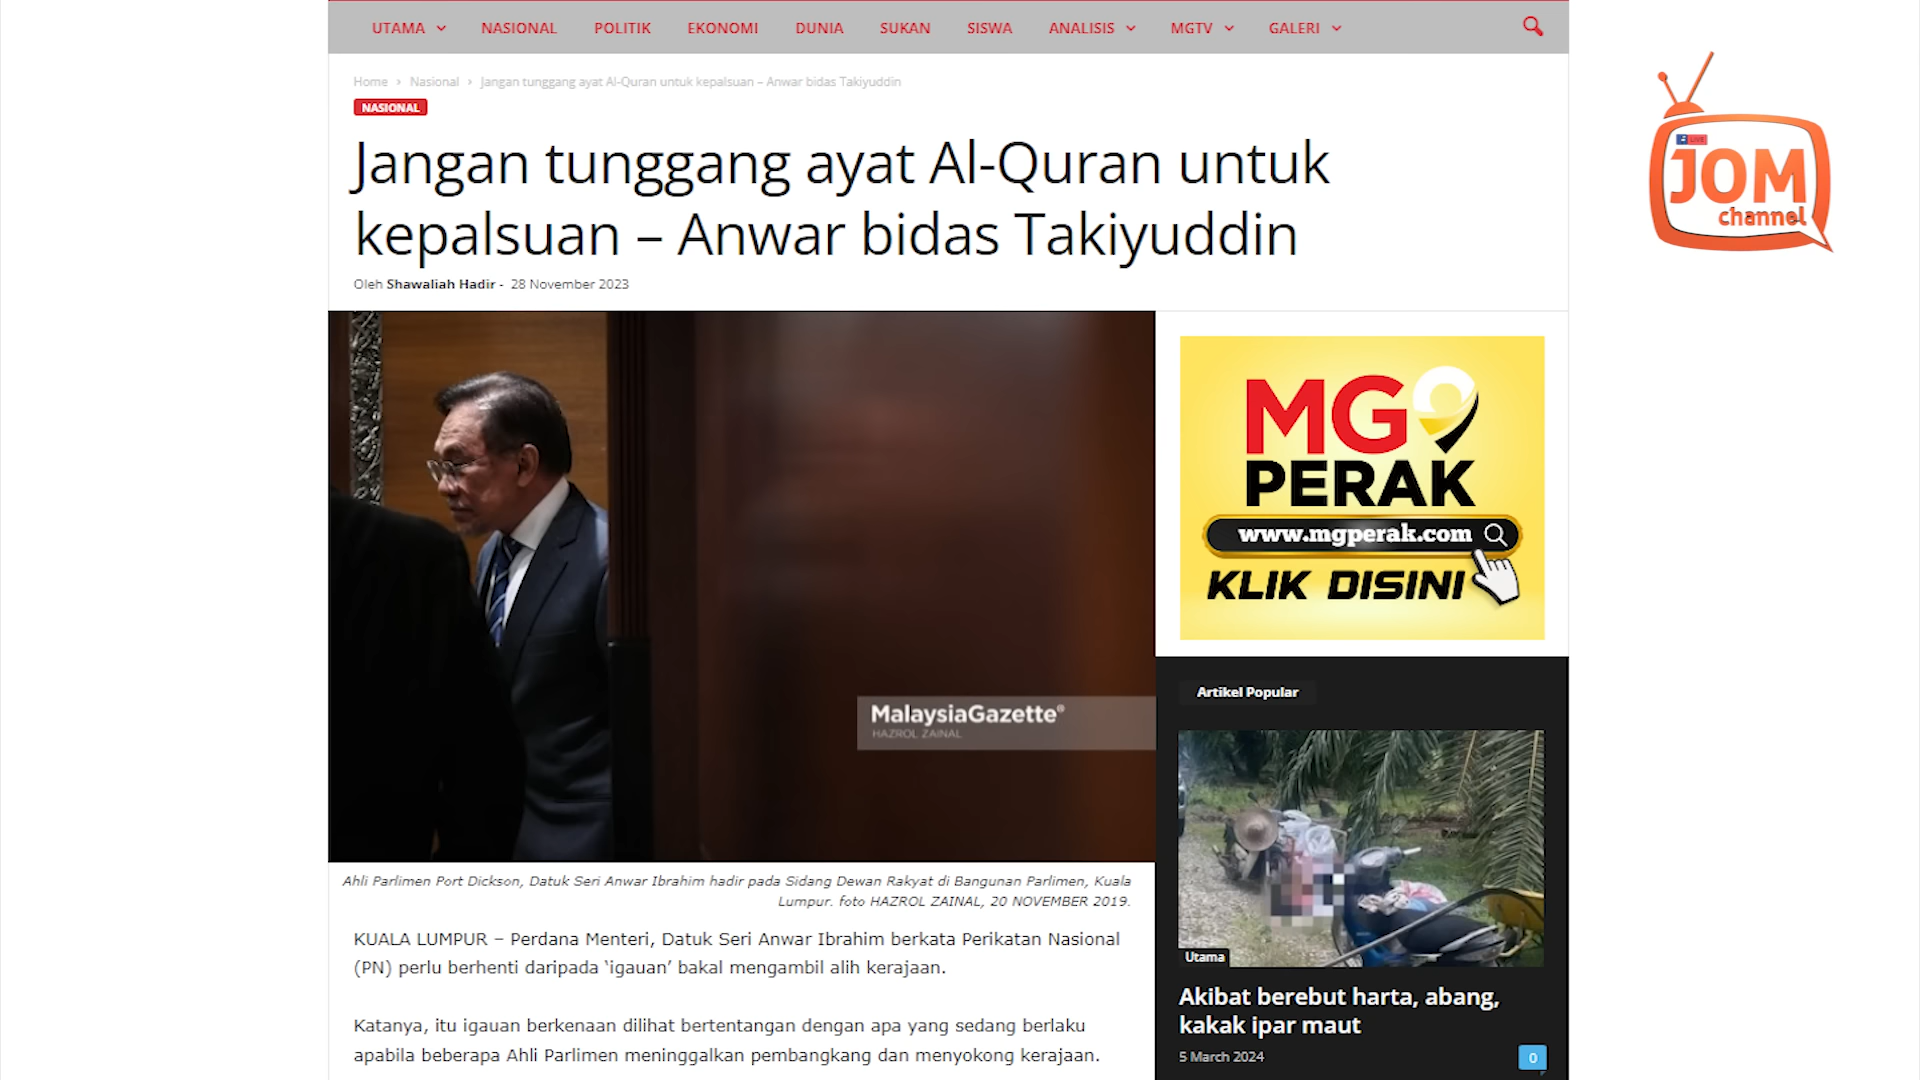 UTAMA NASIONAL POLITIK EKONOMI DUNIA SUKAN SISWA ANALISIS MGTV GALERI
Home › Nasional › Jangan tunggang ayat Al-Quran untuk kepalsuan – Anwar bidas Takiyuddin
NASIONAL
Jangan tunggang ayat Al-Quran untuk
kepalsuan – Anwar bidas Takiyuddin
Oleh Shawaliah Hadir - 28 November 2023
LIVE
JOM
channel
MalaysiaGazette®
HAZROL ZAINAL
Ahli Parlimen Port Dickson, Datuk Seri Anwar Ibrahim hadir pada Sidang Dewan Rakyat di Bangunan Parlimen, Kuala
Lumpur. foto HAZROL ZAINAL, 20 NOVEMBER 2019.
KUALA LUMPUR – Perdana Menteri, Datuk Seri Anwar Ibrahim berkata Perikatan Nasional
(PN) perlu berhenti daripada ‘igauan’ bakal mengambil alih kerajaan.
Katanya, itu igauan berkenaan dilihat bertentangan dengan apa yang sedang berlaku
apabila beberapa Ahli Parlimen meninggalkan pembangkang dan menyokong kerajaan.
MG
PERAK
www.mgperak.com
KLIK DISINI
Artikel Popular
Utama
Akibat berebut harta, abang,
kakak ipar maut
5 March 2024
0